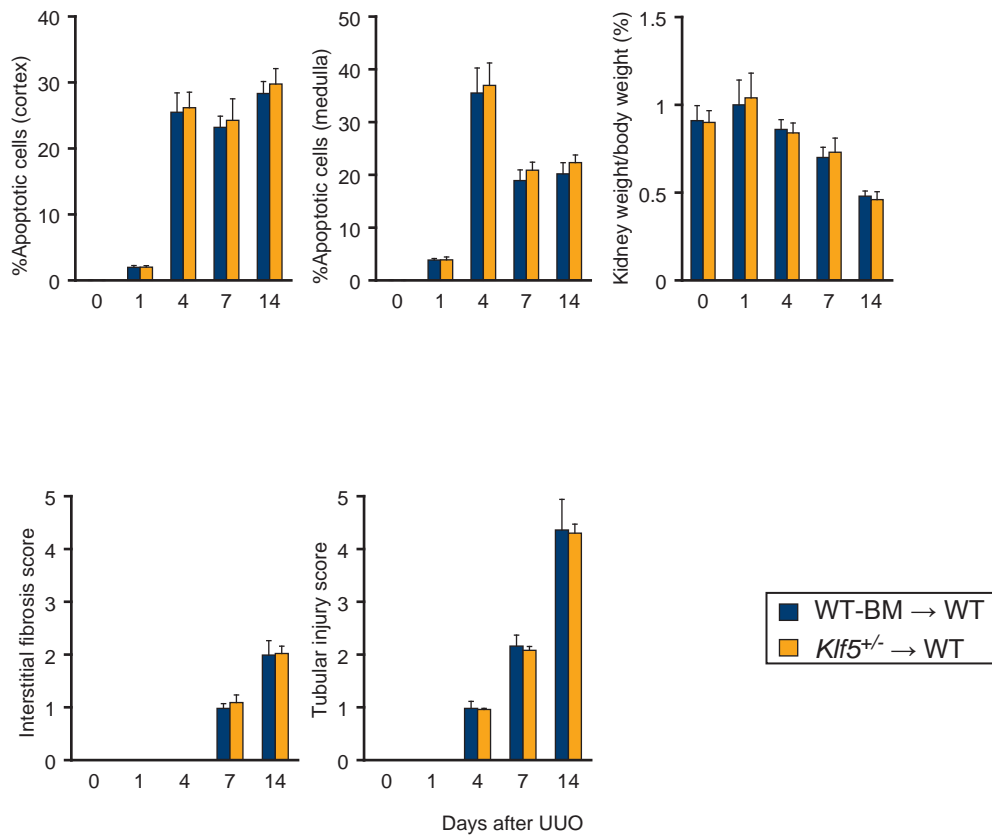 %Apoptotic cells (cortex)
40
30
20
10
0
0 1 4 7 14
%Apoptotic cells (medulla)
50
40
30
20
10
0
0 1 4 7 14
Kidney weight/body weight (%)
1.5
1
0.5
0
0 1 4 7 14
Interstitial fibrosis score
5
4
3
2
1
0
0 1 4 7 14
Tubular injury score
5
4
3
2
1
0
0 1 4 7 14
WT-BM → WT
Klf5+/- → WT
Days after UUO